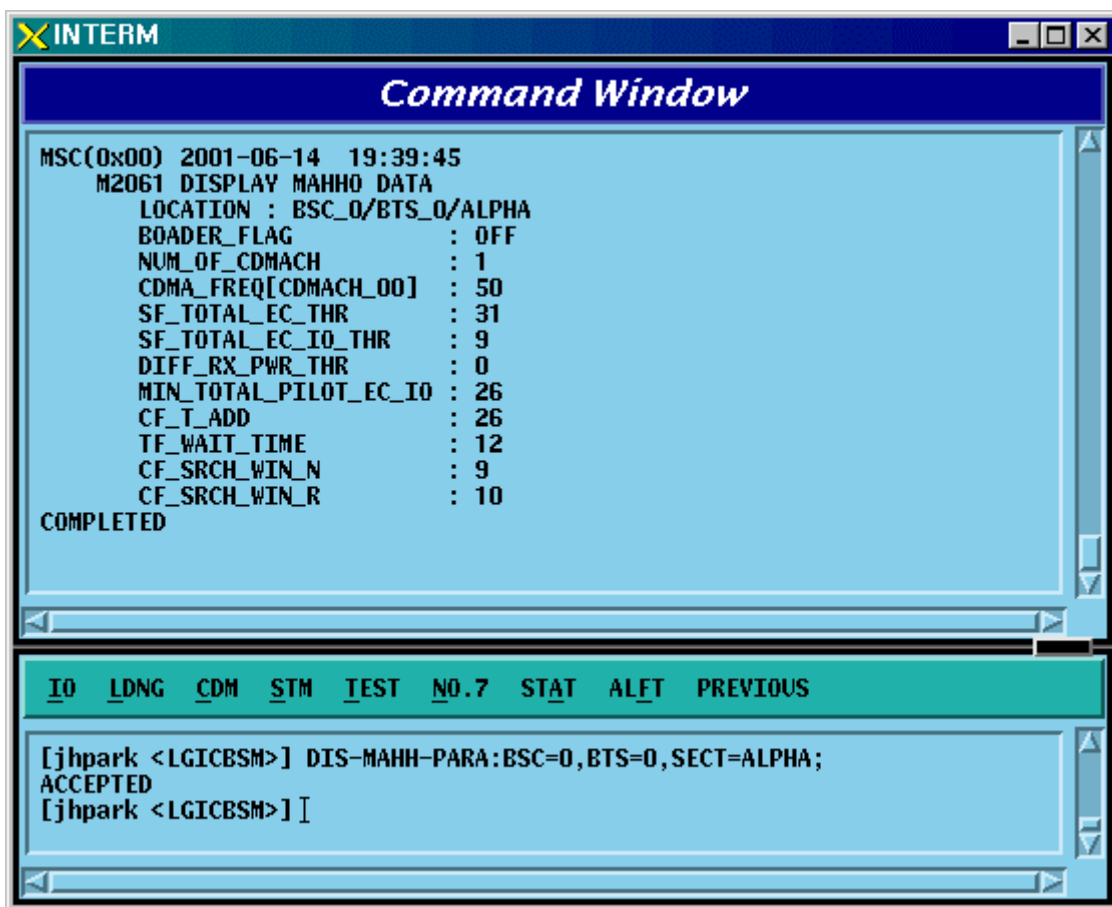 INTERM
Command Window
MSC(0x00) 2001-06-14 19:39:45
M2061 DISPLAY MAHHO DATA
LOCATION : BSC_0/BTS_0/ALPHA
BOADER_FLAG : OFF
NUM_OF_CDMACH : 1
CDMA_FREQ[CDMACH_00] : 50
SF_TOTAL_EC_THR : 31
SF_TOTAL_EC_IO_THR : 9
DIFF_RX_PWR_THR : 0
MIN_TOTAL_PILOT_EC_IO : 26
CF_T_ADD : 26
TF_WAIT_TIME : 12
CF_SRCH_WIN_N : 9
CF_SRCH_WIN_R : 10
COMPLETED
IO LDNG CDM STM TEST NO.7 STAT ALFT PREVIOUS
[jhpark <LGICBSM>] DIS-MAHH-PARA:BSC=0,BTS=0,SECT=ALPHA;
ACCEPTED
[jhpark <LGICBSM>]